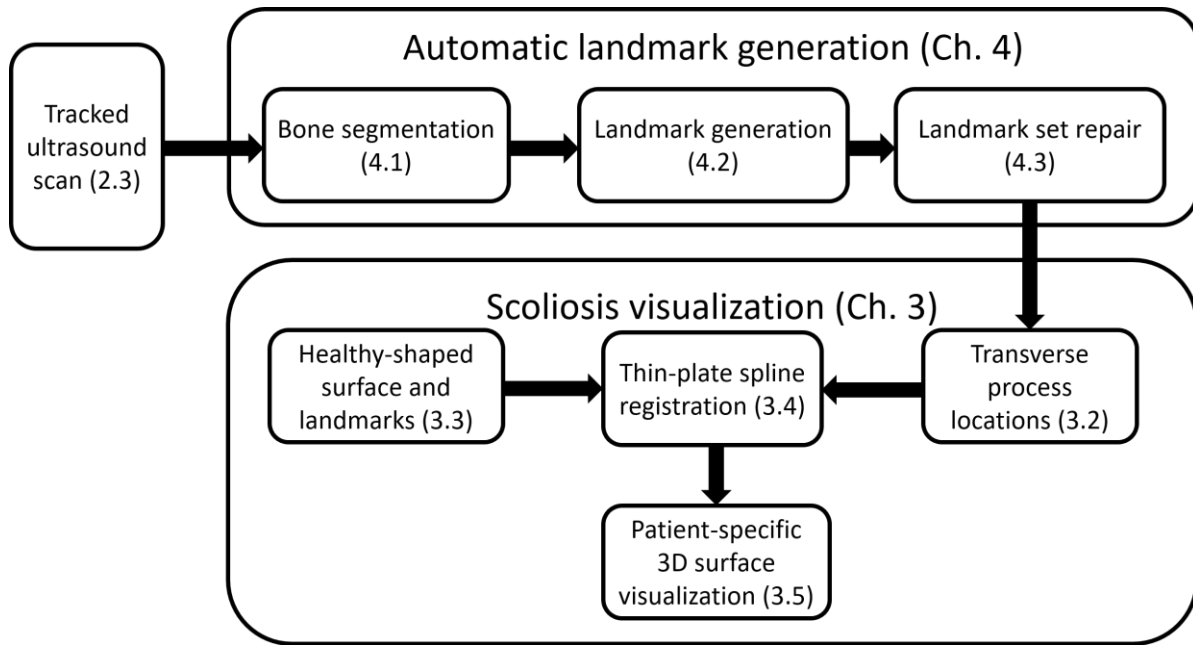 Automatic landmark generation (Ch. 4)
Tracked
ultrasound
scan (2.3)
Bone segmentation
(4.1)
Landmark generation
(4.2)
Landmark set repair
(4.3)
Scoliosis visualization (Ch. 3)
Healthy-shaped
surface and
landmarks (3.3)
Thin-plate spline
registration (3.4)
Transverse
process
locations (3.2)
Patient-specific
3D surface
visualization (3.5)